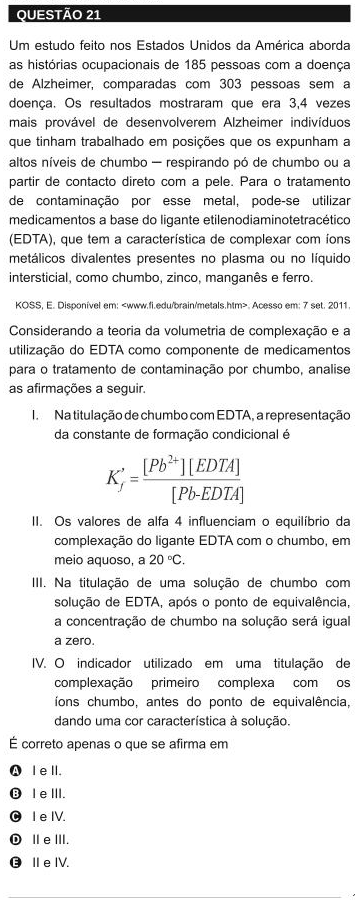 QUESTÃO 21
Um estudo feito nos Estados Unidos da América aborda
as histórias ocupacionais de 185 pessoas com a doença
de Alzheimer, comparadas com 303 pessoas sem a
doença. Os resultados mostraram que era 3,4 vezes
mais provável de desenvolverem Alzheimer indivíduos
que tinham trabalhado em posições que os expunham a
altos níveis de chumbo — respirando pó de chumbo ou a
partir de contacto direto com a pele. Para o tratamento
de contaminação por esse metal, pode-se utilizar
medicamentos a base do ligante etilenodiaminotetracético
(EDTA), que tem a característica de complexar com íons
metálicos divalentes presentes no plasma ou no líquido
intersticial, como chumbo, zinco, manganês e ferro.
KOSS, E. Disponível em: <www.fi.edu/brain/metals.htm>. Acesso em: 7 set. 2011.
Considerando a teoria da volumetria de complexação e a
utilização do EDTA como componente de medicamentos
para o tratamento de contaminação por chumbo, analise
as afirmações a seguir.
I. Na titulação de chumbo com EDTA, a representação
da constante de formação condicional é
K'f = [Pb²⁺] [EDTA] / [Pb-EDTA]
II. Os valores de alfa 4 influenciam o equilíbrio da
complexação do ligante EDTA com o chumbo, em
meio aquoso, a 20 ºC.
III. Na titulação de uma solução de chumbo com
solução de EDTA, após o ponto de equivalência,
a concentração de chumbo na solução será igual
a zero.
IV. O indicador utilizado em uma titulação de
complexação primeiro complexa com os
íons chumbo, antes do ponto de equivalência,
dando uma cor característica à solução.
É correto apenas o que se afirma em
A I e II.
B I e III.
C I e IV.
D II e III.
E II e IV.